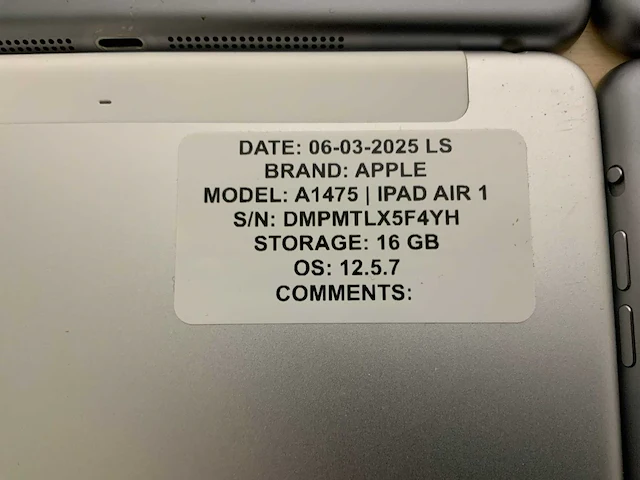 DATE: 06-03-2025 LS
BRAND: APPLE
MODEL: A1475 | IPAD AIR 1
S/N: DMPMTLX5F4YH
STORAGE: 16 GB
OS: 12.5.7
COMMENTS: